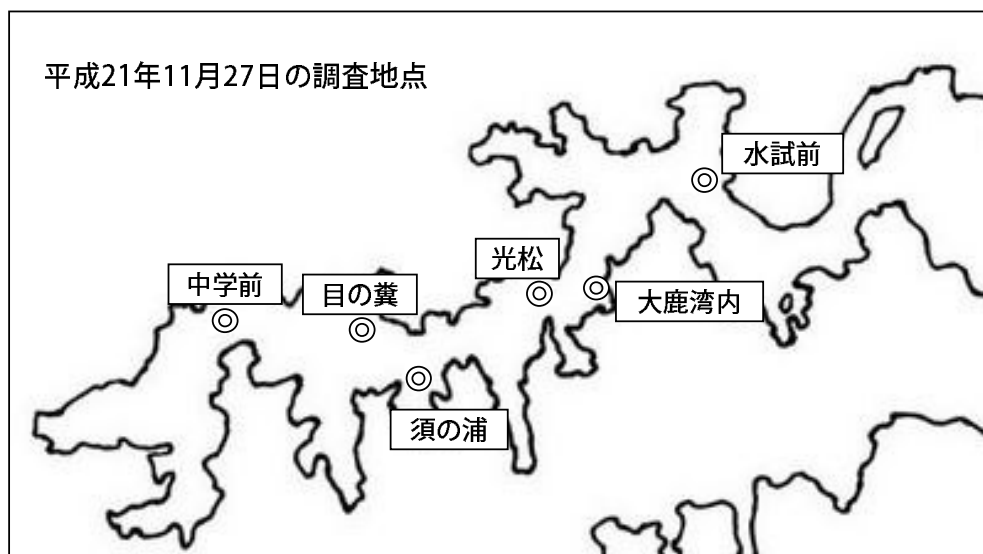 平成21年11月27日の調査地点
水試前
光松
中学前
目の糞
大鹿湾内
須の浦